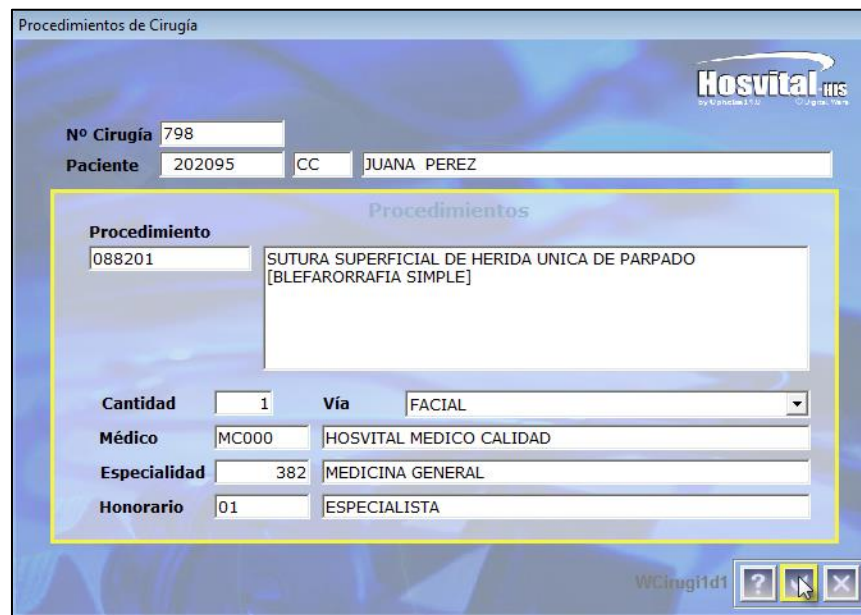 Procedimientos de Cirugía
Hosvital HIS
Nº Cirugía 798
Paciente 202095 CC JUANA PEREZ
Procedimientos
Procedimiento
088201 SUTURA SUPERFICIAL DE HERIDA UNICA DE PARPADO
[BLEFARORRAFIA SIMPLE]
Cantidad 1 Vía FACIAL
Médico MC000 HOSVITAL MEDICO CALIDAD
Especialidad 382 MEDICINA GENERAL
Honorario 01 ESPECIALISTA
WCirugi1d1 ?